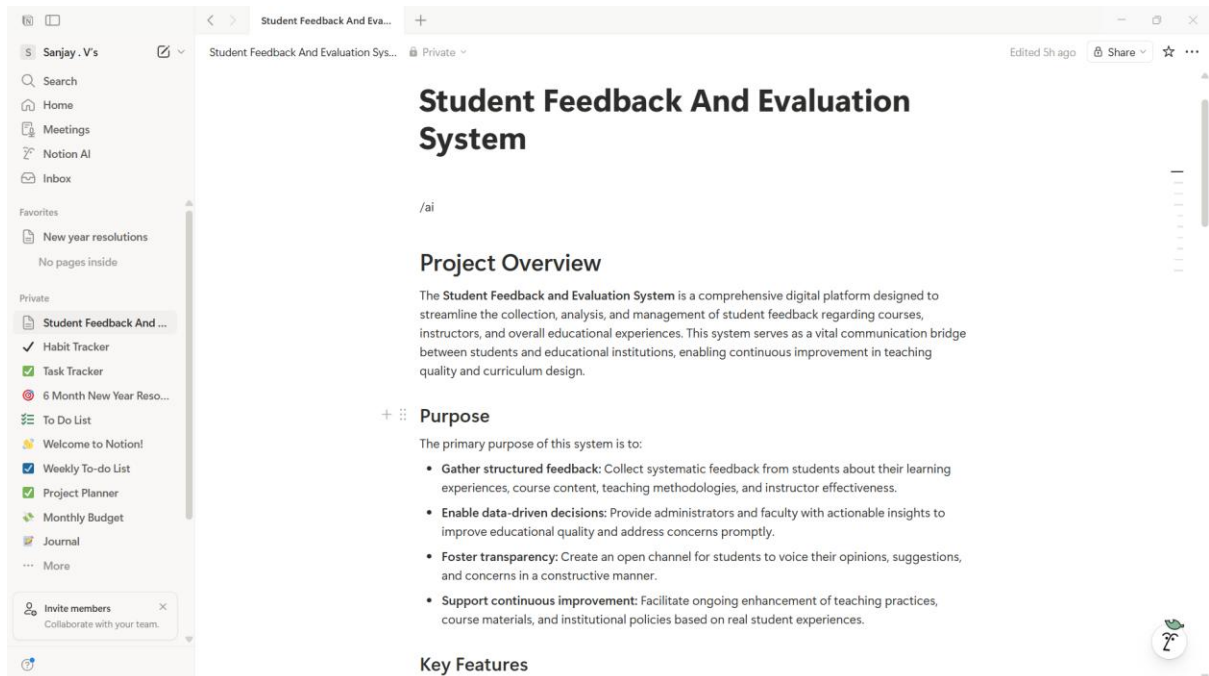 Student Feedback And Eva...
S Sanjay . V's
Search
Home
Meetings
Notion AI
Inbox
Favorites
New year resolutions
No pages inside
Private
Student Feedback And ...
Habit Tracker
Task Tracker
6 Month New Year Reso...
To Do List
Welcome to Notion!
Weekly To-do List
Project Planner
Monthly Budget
Journal
More
Invite members
Collaborate with your team.
Student Feedback And Evaluation Sys... Private
Edited 5h ago Share
Student Feedback And Evaluation
System
/ai
Project Overview
The Student Feedback and Evaluation System is a comprehensive digital platform designed to
streamline the collection, analysis, and management of student feedback regarding courses,
instructors, and overall educational experiences. This system serves as a vital communication bridge
between students and educational institutions, enabling continuous improvement in teaching
quality and curriculum design.
Purpose
The primary purpose of this system is to:
• Gather structured feedback: Collect systematic feedback from students about their learning
experiences, course content, teaching methodologies, and instructor effectiveness.
• Enable data-driven decisions: Provide administrators and faculty with actionable insights to
improve educational quality and address concerns promptly.
• Foster transparency: Create an open channel for students to voice their opinions, suggestions,
and concerns in a constructive manner.
• Support continuous improvement: Facilitate ongoing enhancement of teaching practices,
course materials, and institutional policies based on real student experiences.
Key Features